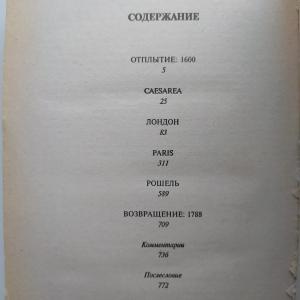 СОДЕРЖАНИЕ
ОТПЛЫТИЕ: 1600
5
CAESAREA
25
ЛОНДОН
83
PARIS
311
РОШЕЛЬ
589
ВОЗВРАЩЕНИЕ: 1788
709
Комментарии
736
Послесловие
772